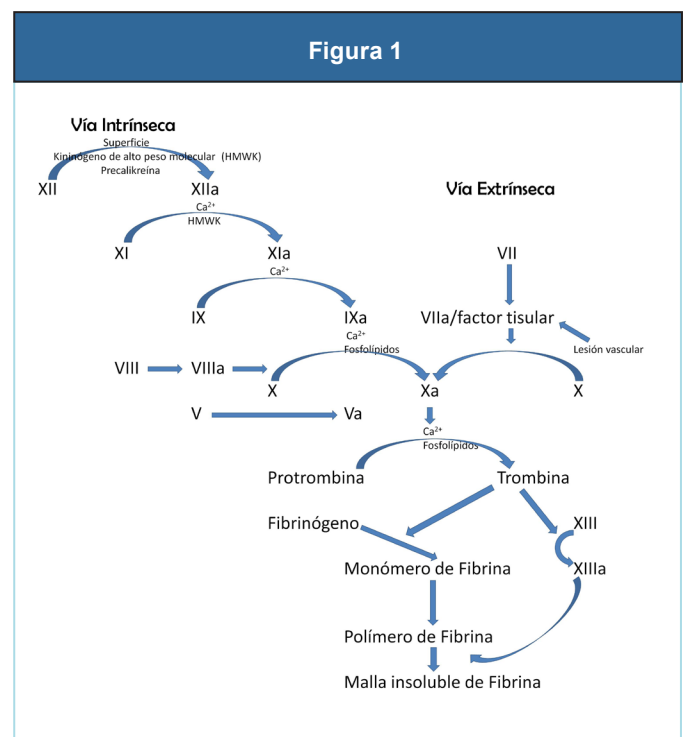 Figura 1
Vía Intrínseca
Superficie
Kininógeno de alto peso molecular (HMWK)
Precalikreína
XII XIIa
Vía Extrínseca
Ca²⁺
HMWK
XI XIa VII
Ca²⁺
IX IXa VIIa/factor tisular
Ca²⁺
Fosfolípidos Lesión vascular
VIII VIIIa
X Xa X
V Va
Ca²⁺
Fosfolípidos
Protrombina Trombina
Fibrinógeno XIII
Monómero de Fibrina XIIIa
Polímero de Fibrina
Malla insoluble de Fibrina